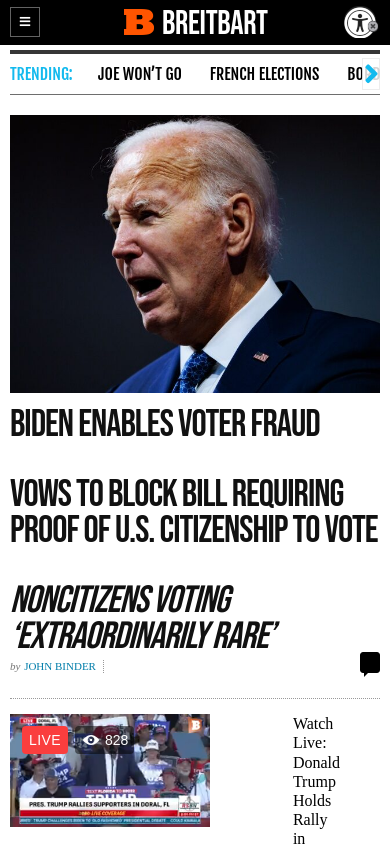 BREITBART
TRENDING:
JOE WON'T GO
FRENCH ELECTIONS
BIDEN ENABLES VOTER FRAUD
VOWS TO BLOCK BILL REQUIRING
PROOF OF U.S. CITIZENSHIP TO VOTE
NONCITIZENS VOTING
‘EXTRAORDINARILY RARE’
by JOHN BINDER
LIVE
828
PRES. TRUMP RALLIES SUPPORTERS IN DORAL, FL
Watch
Live:
Donald
Trump
Holds
Rally
in